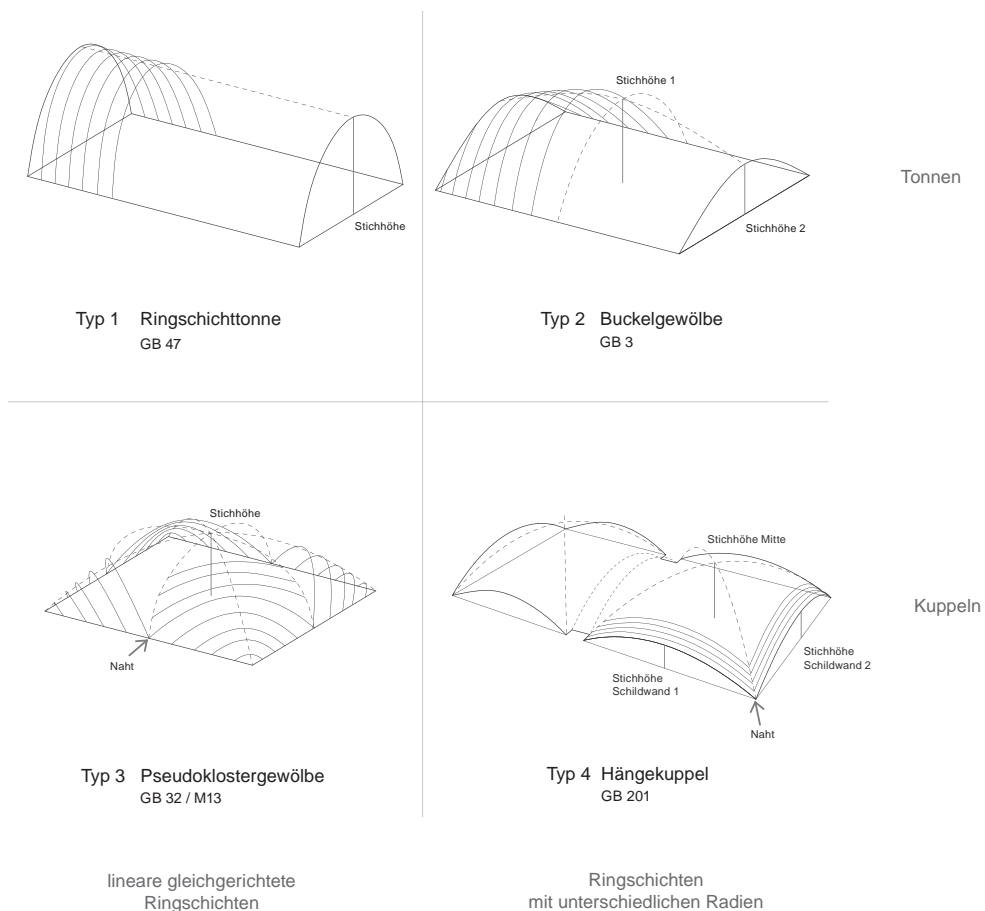 Stichhöhe
Typ 1 Ringschichttonne
GB 47
Stichhöhe 1
Stichhöhe 2
Typ 2 Buckelgewölbe
GB 3
Tonnen
Stichhöhe
Naht
Typ 3 Pseudoklostergewölbe
GB 32 / M13
Stichhöhe Mitte
Stichhöhe
Schildwand 2
Stichhöhe
Schildwand 1
Naht
Typ 4 Hängekuppel
GB 201
Kuppeln
lineare gleichgerichtete
Ringschichten
Ringschichten
mit unterschiedlichen Radien